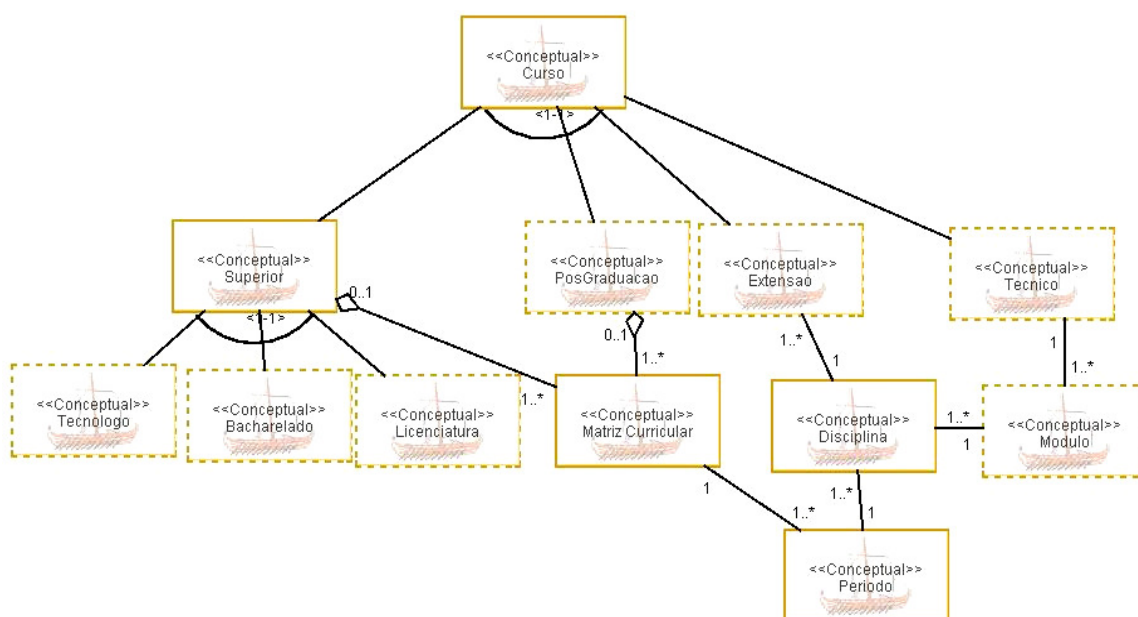 <<Conceptual>>
Curso
<1-1>
<<Conceptual>>
Superior
<<Conceptual>>
PosGraduacao
<<Conceptual>>
Extensao
<<Conceptual>>
Tecnico
<1-1>
0..1
0..1
1..*
1..*
1
1
1..*
<<Conceptual>>
Tecnologo
<<Conceptual>>
Bacharelado
<<Conceptual>>
Licenciatura
1..*
<<Conceptual>>
Matriz Curricular
<<Conceptual>>
Disciplina
1..*
1
<<Conceptual>>
Modulo
1
1..*
1..*
1
<<Conceptual>>
Periodo